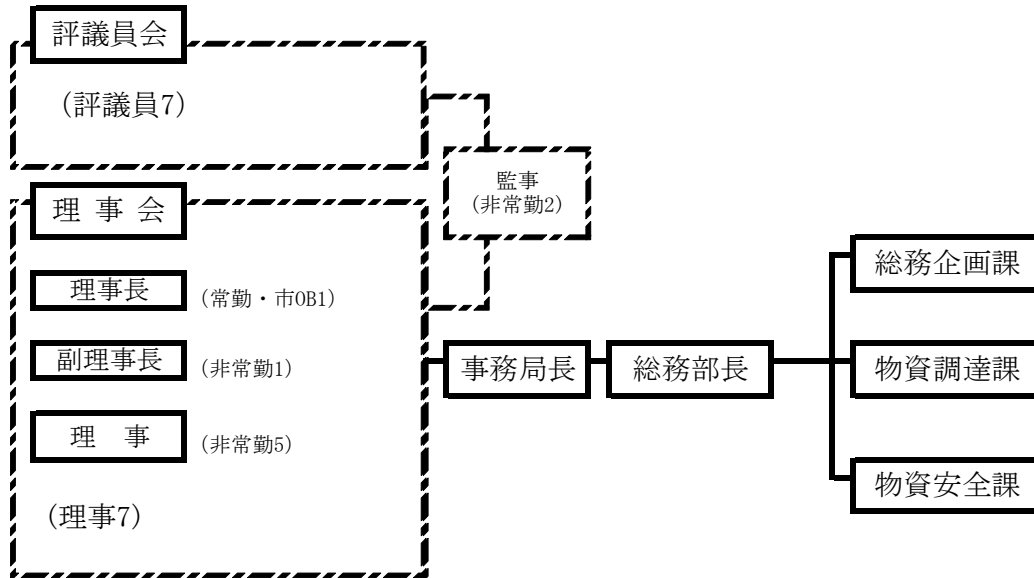 評議員会
(評議員7)
監事
(非常勤2)
理 事 会
理事長
(常勤・市OB1)
副理事長
(非常勤1)
理　事
(非常勤5)
(理事7)
事務局長
総務部長
総務企画課
物資調達課
物資安全課